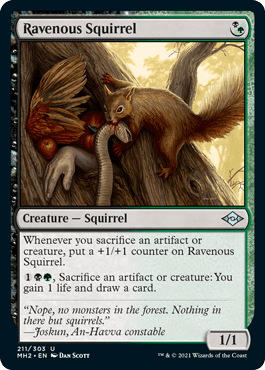 Ravenous Squirrel
Creature — Squirrel
Whenever you sacrifice an artifact or
creature, put a +1/+1 counter on Ravenous
Squirrel.
1, Sacrifice an artifact or creature: You
gain 1 life and draw a card.
"Nope, no monsters in the forest. Nothing in
there but squirrels."
—Joskun, An-Havva constable
1/1
211/303 U
MH2 • EN DAN SCOTT
™ & © 2021 Wizards of the Coast